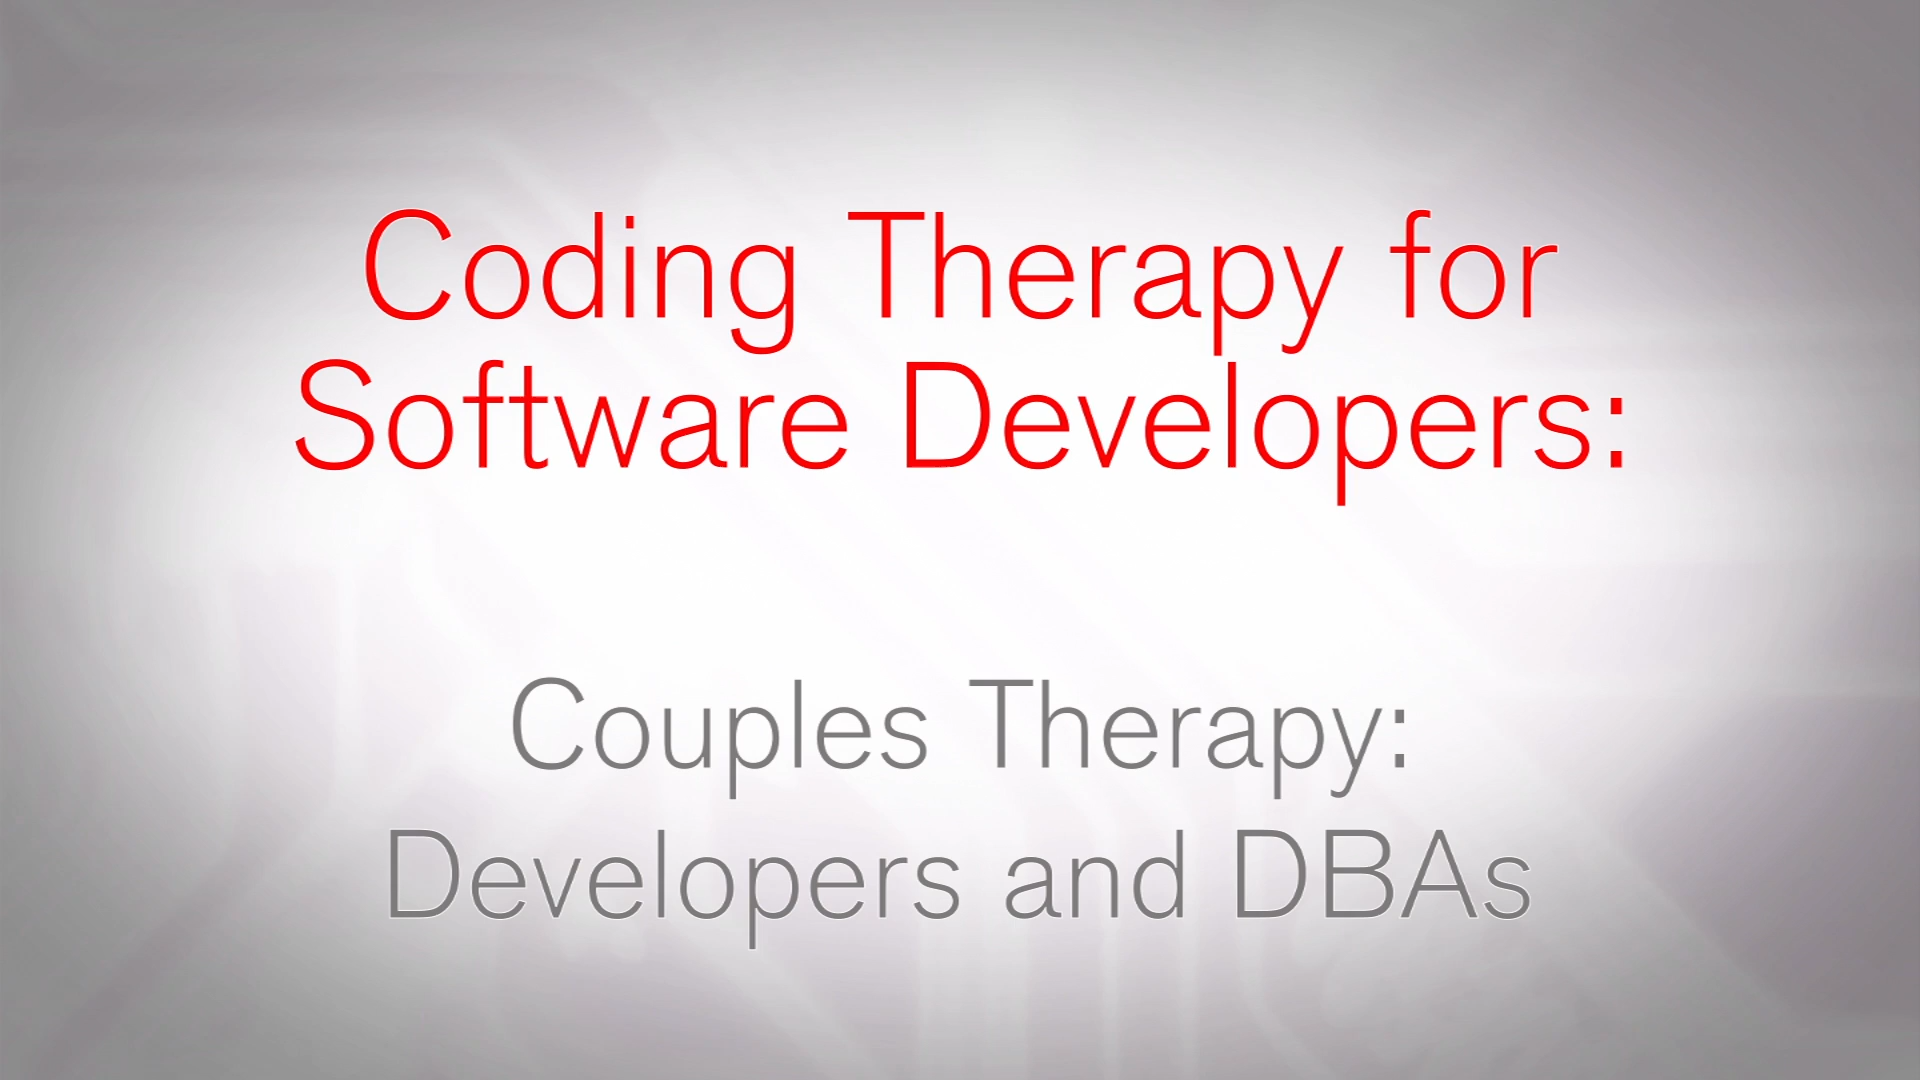 Coding Therapy for
Software Developers:
Couples Therapy:
Developers and DBAs